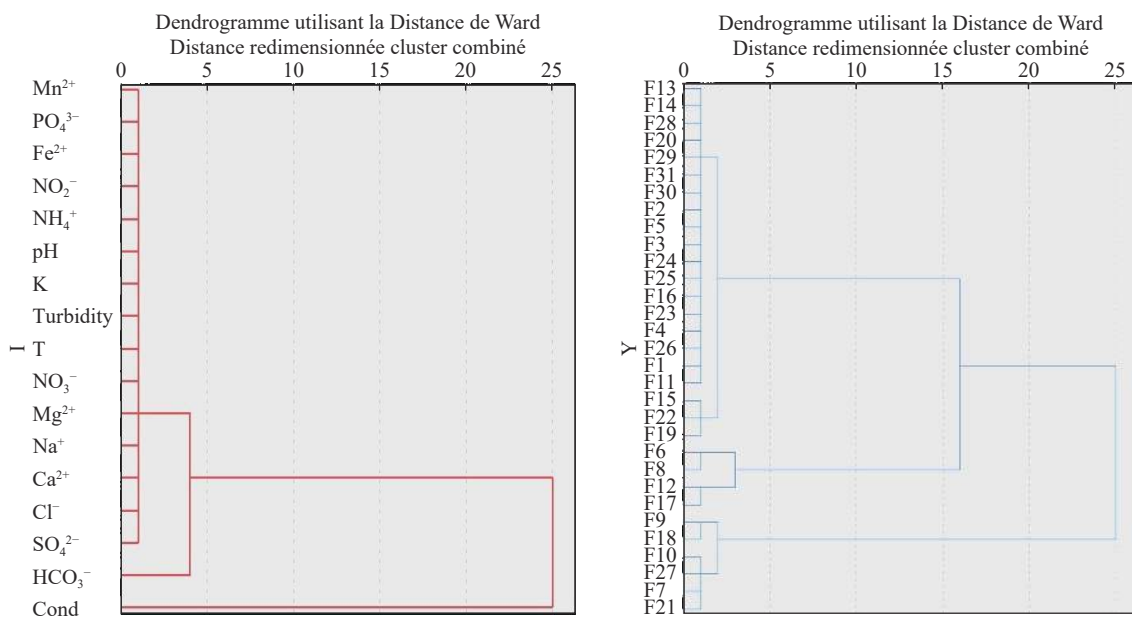 Dendrogramme utilisant la Distance de Ward
Distance redimensionnée cluster combiné
0 5 10 15 20 25
Mn²⁺
PO₄³⁻
Fe²⁺
NO₂⁻
NH₄⁺
pH
K
Turbidity
I
T
NO₃⁻
Mg²⁺
Na⁺
Ca²⁺
Cl⁻
SO₄²⁻
HCO₃⁻
Cond
Dendrogramme utilisant la Distance de Ward
Distance redimensionnée cluster combiné
0 5 10 15 20 25
F13
F14
F28
F20
F29
F31
F30
F2
F5
F3
F24
F25
F16
F23
F4
Y
F26
F1
F11
F15
F22
F19
F6
F8
F12
F17
F9
F18
F10
F27
F7
F21